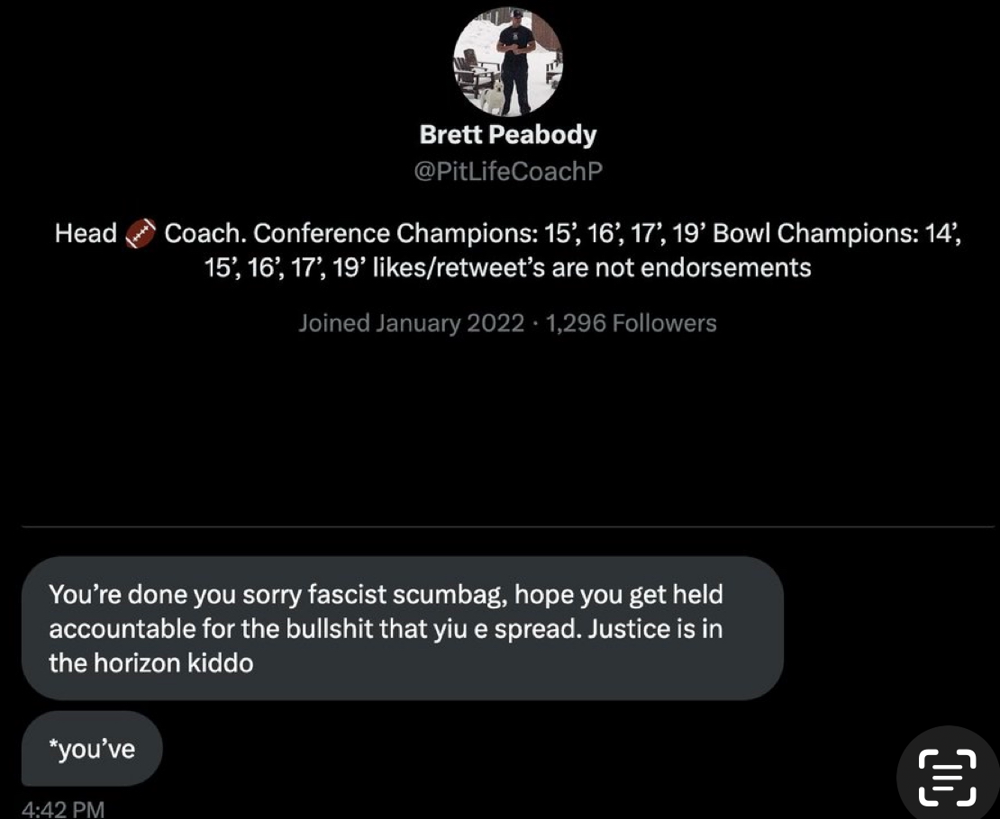 Brett Peabody
@PitLifeCoachP
Head 🏈 Coach. Conference Champions: 15’, 16’, 17’, 19’ Bowl Champions: 14’,
15’, 16’, 17’, 19’ likes/retweet’s are not endorsements
Joined January 2022 · 1,296 Followers
You’re done you sorry fascist scumbag, hope you get held
accountable for the bullshit that yiu e spread. Justice is in
the horizon kiddo
*you’ve
4:42 PM